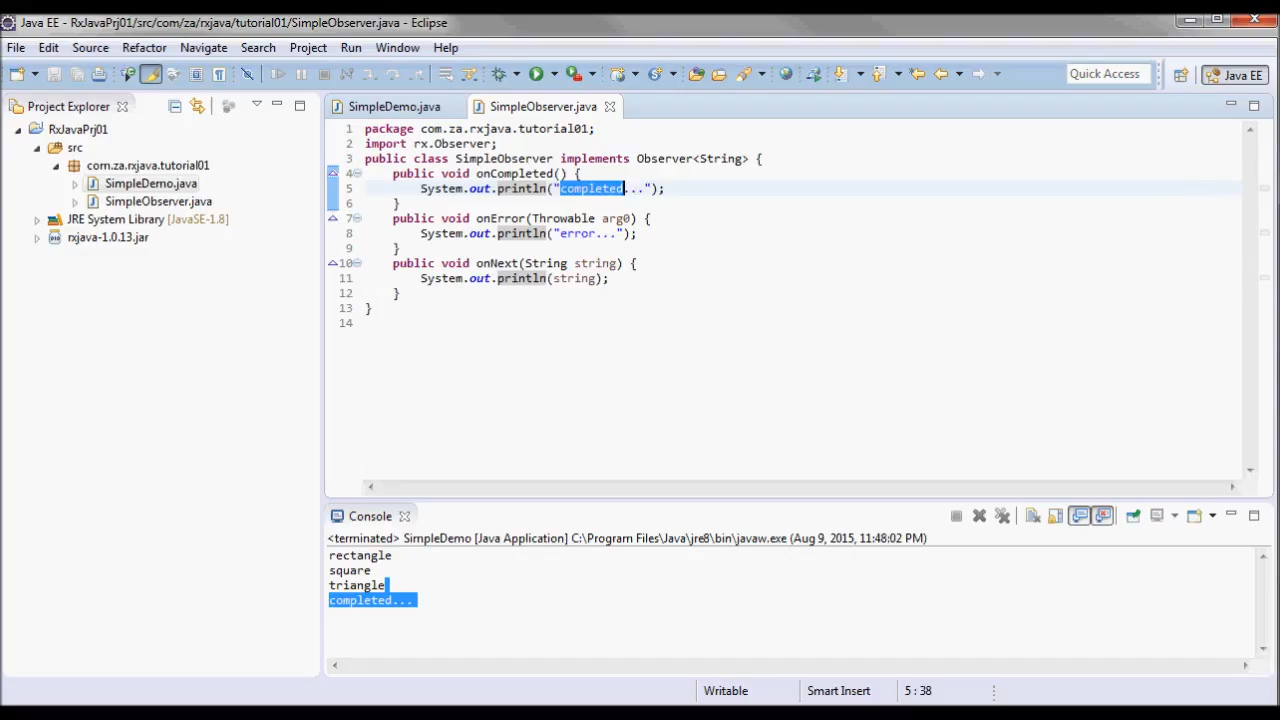 Java EE - RxJavaPrj01/src/com/za/rxjava/tutorial01/SimpleObserver.java - Eclipse
File Edit Source Refactor Navigate Search Project Run Window Help
Quick Access
Java EE
Project Explorer
RxJavaPrj01
src
com.za.rxjava.tutorial01
SimpleDemo.java
SimpleObserver.java
JRE System Library [JavaSE-1.8]
rxjava-1.0.13.jar
SimpleDemo.java
SimpleObserver.java
1 package com.za.rxjava.tutorial01;
2 import rx.Observer;
3 public class SimpleObserver implements Observer<String> {
4 public void onCompleted() {
5 System.out.println("completed...");
6 }
7 public void onError(Throwable arg0) {
8 System.out.println("error...");
9 }
10 public void onNext(String string) {
11 System.out.println(string);
12 }
13 }
14
Console
<terminated> SimpleDemo [Java Application] C:\Program Files\Java\jre8\bin\javaw.exe (Aug 9, 2015, 11:48:02 PM)
rectangle
square
triangle
completed...
Writable Smart Insert 5 : 38